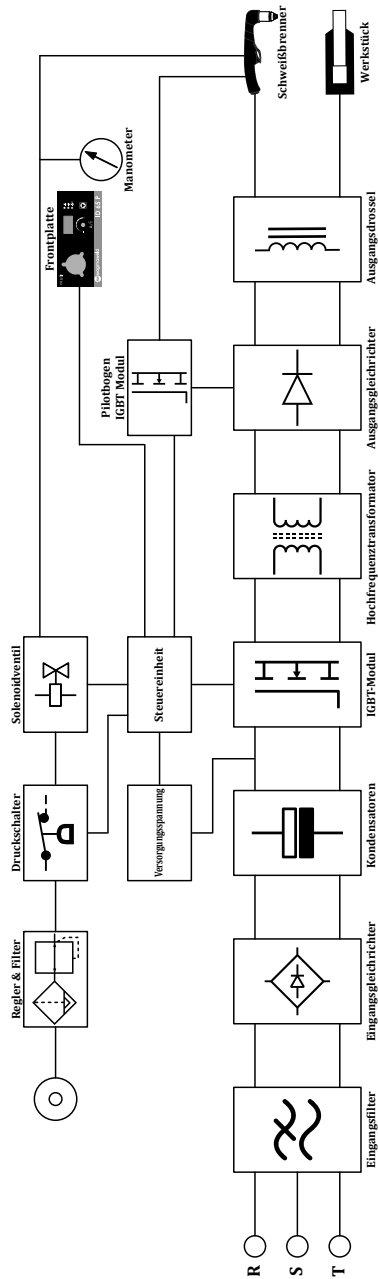 Regler & Filter
Druckschalter
Solenoidventil
Frontplatte
Manometer
Schweißbrenner
Werkstück
Versorgungsspannung
Steuereinheit
Pilotbogen
IGBT Modul
R
S
T
Eingangsfilter
Eingangsgleichrichter
Kondensatoren
IGBT-Modul
Hochfrequenztransformator
Ausgangsgleichrichter
Ausgangsdrossel